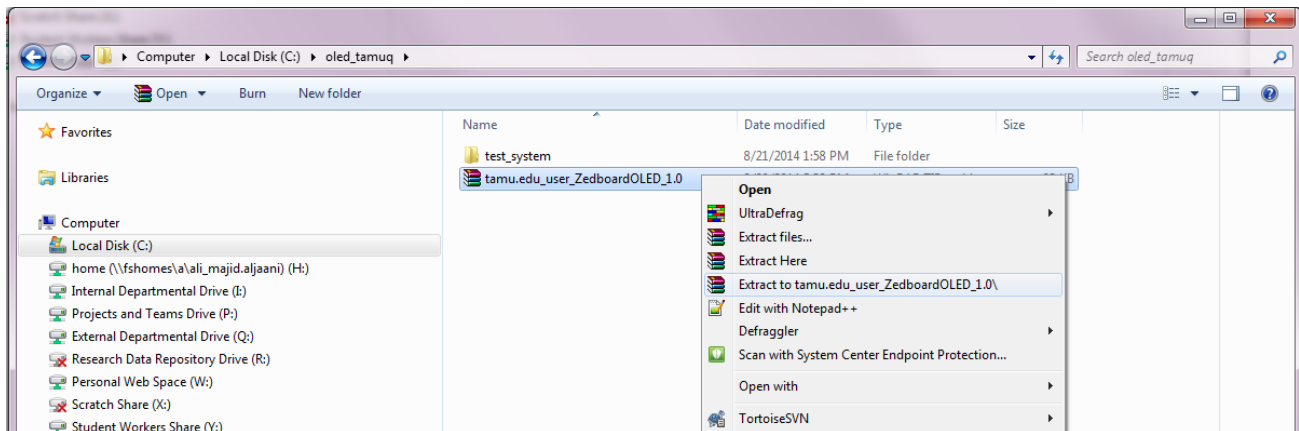 Computer ▸ Local Disk (C:) ▸ oled_tamuq ▸
Search oled_tamuq
Organize ▾ Open ▾ Burn New folder
Name Date modified Type Size
Favorites
Libraries
Computer
Local Disk (C:)
home (\\fshomes\a\ali_majid.aljaani) (H:)
Internal Departmental Drive (I:)
Projects and Teams Drive (P:)
External Departmental Drive (Q:)
Research Data Repository Drive (R:)
Personal Web Space (W:)
Scratch Share (X:)
Student Workers Share (Y:)
test_system 8/21/2014 1:58 PM File folder
tamu.edu_user_ZedboardOLED_1.0
Open
UltraDefrag
Extract files...
Extract Here
Extract to tamu.edu_user_ZedboardOLED_1.0\
Edit with Notepad++
Defraggler
Scan with System Center Endpoint Protection...
Open with
TortoiseSVN